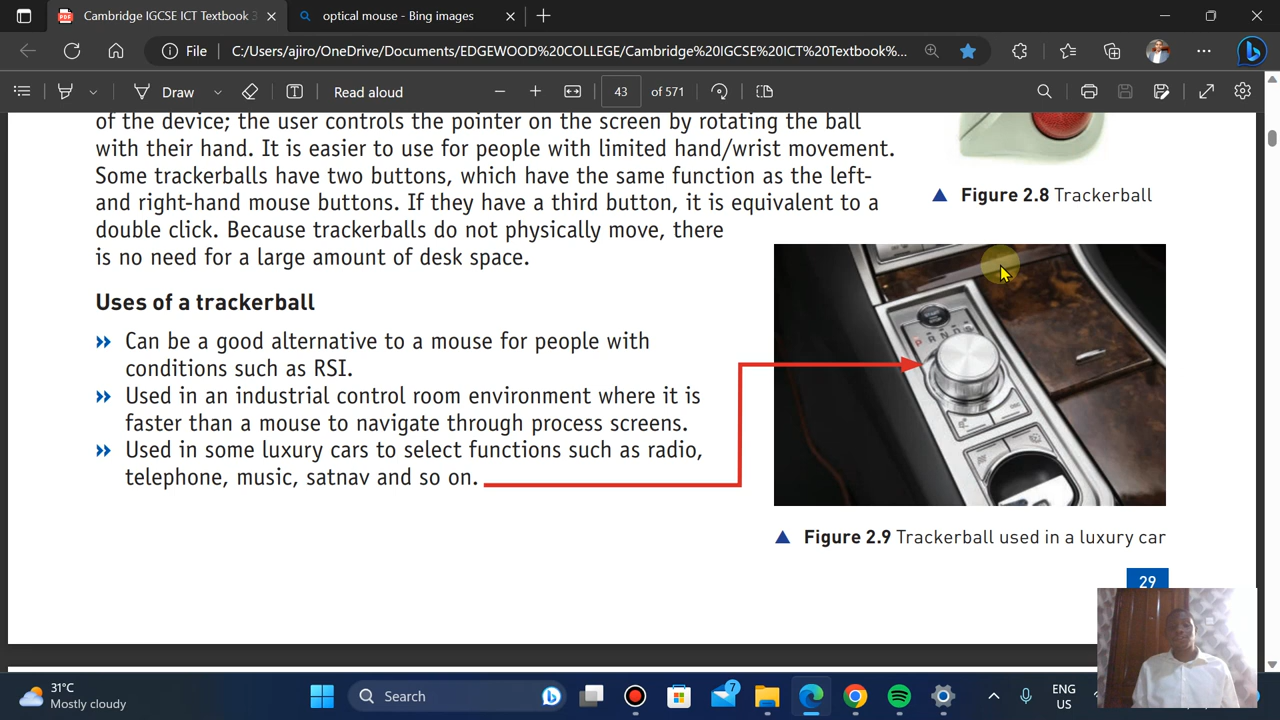 Cambridge IGCSE ICT Textbook 3
optical mouse - Bing images
File
C:/Users/ajiro/OneDrive/Documents/EDGEWOOD%20COLLEGE/Cambridge%20IGCSE%20ICT%20Textbook%...
Draw
Read aloud
43 of 571
of the device; the user controls the pointer on the screen by rotating the ball
with their hand. It is easier to use for people with limited hand/wrist movement.
Some trackerballs have two buttons, which have the same function as the left-
and right-hand mouse buttons. If they have a third button, it is equivalent to a
double click. Because trackerballs do not physically move, there
is no need for a large amount of desk space.
Figure 2.8 Trackerball
Uses of a trackerball
» Can be a good alternative to a mouse for people with
conditions such as RSI.
» Used in an industrial control room environment where it is
faster than a mouse to navigate through process screens.
» Used in some luxury cars to select functions such as radio,
telephone, music, satnav and so on.
P R N D
Figure 2.9 Trackerball used in a luxury car
29
31°C
Mostly cloudy
Search
7
ENG
US